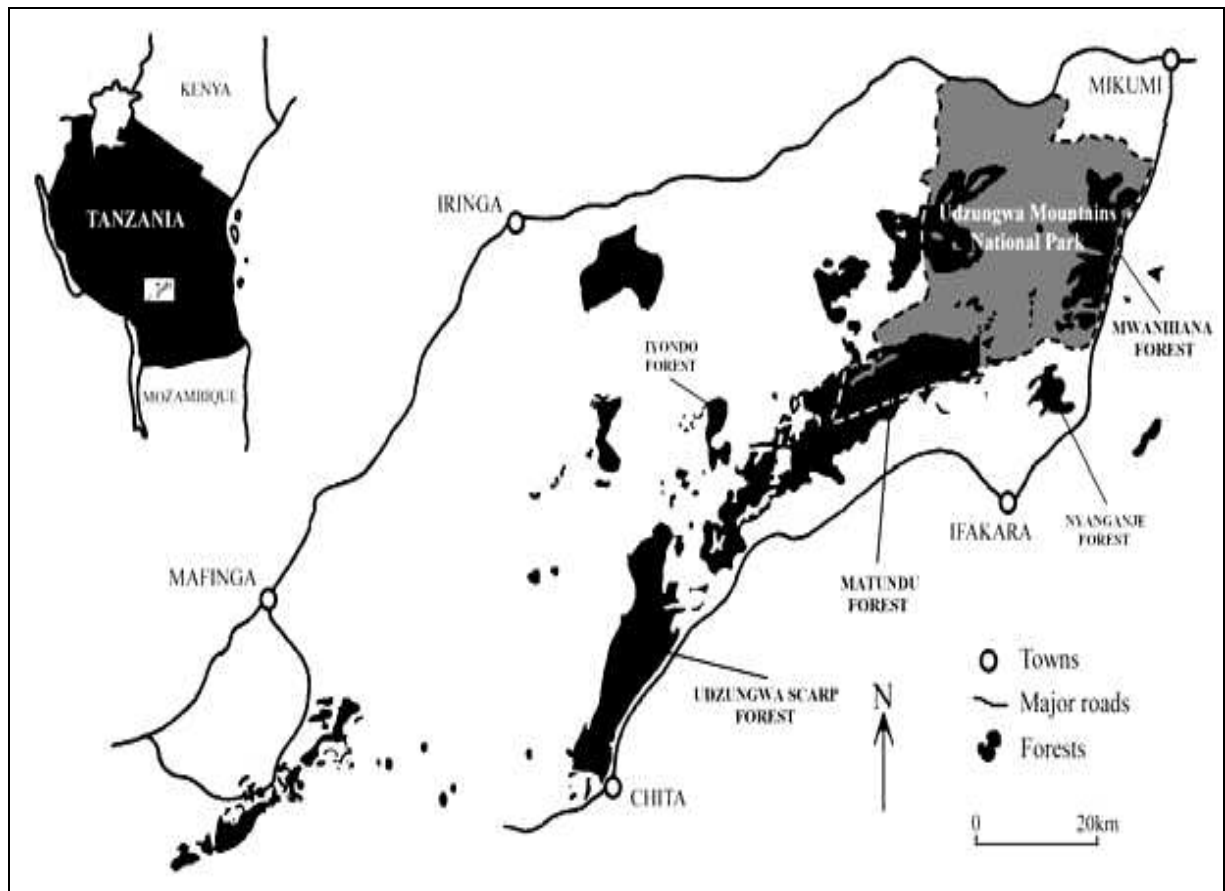 KENYA
TANZANIA
MOZAMBIQUE
MIKUMI
IRINGA
Udzungwa Mountains
National Park
MWANIHANA
FOREST
IYONDO
FOREST
IFAKARA
NYANGANJE
FOREST
MAFINGA
MATUNDU
FOREST
UDZUNGWA SCARP
FOREST
CHITA
N
Towns
Major roads
Forests
0 20km